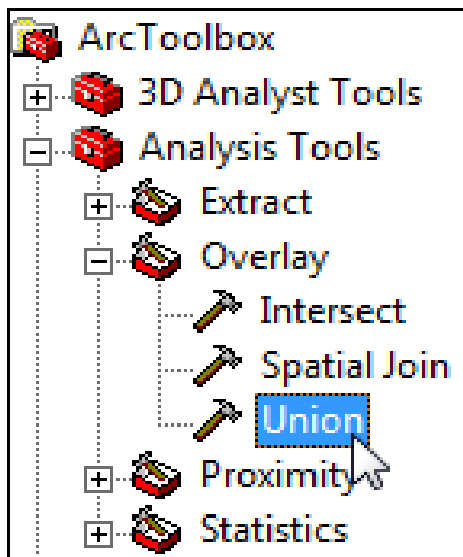 ArcToolbox
3D Analyst Tools
Analysis Tools
Extract
Overlay
Intersect
Spatial Join
Union
Proximity
Statistics